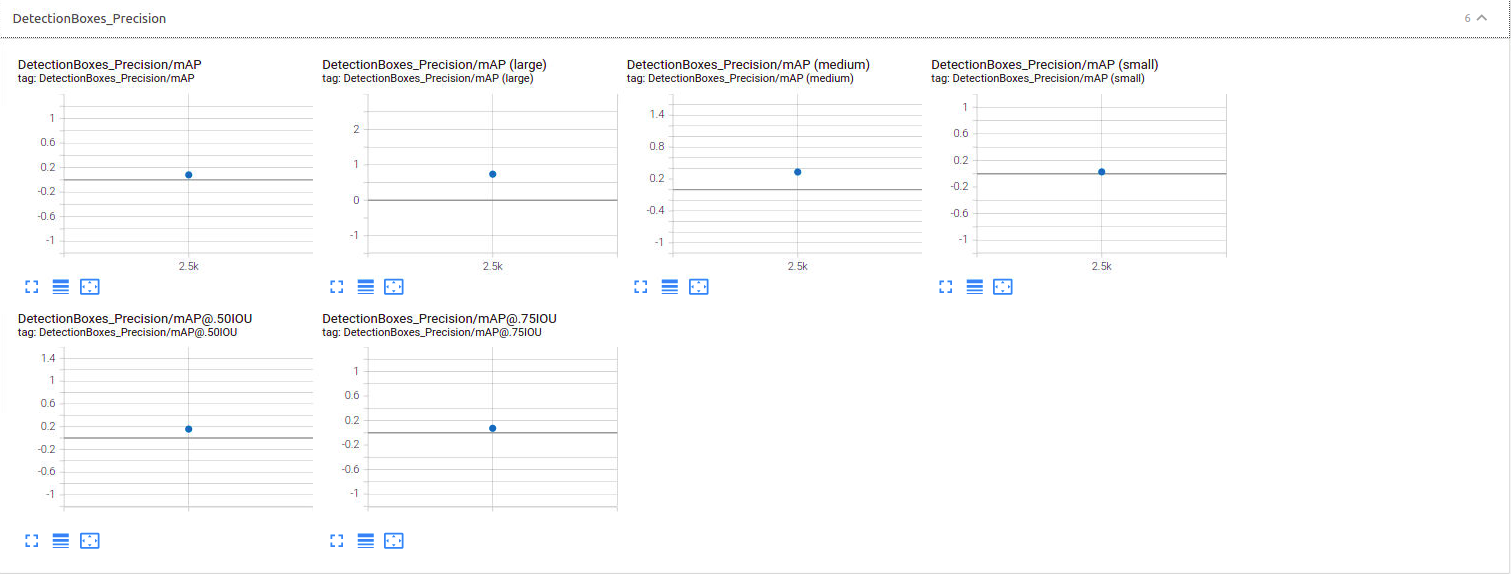 DetectionBoxes_Precision
6
DetectionBoxes_Precision/mAP
tag: DetectionBoxes_Precision/mAP
1
0.6
0.2
-0.2
-0.6
-1
2.5k
DetectionBoxes_Precision/mAP (large)
tag: DetectionBoxes_Precision/mAP (large)
2
1
0
-1
2.5k
DetectionBoxes_Precision/mAP (medium)
tag: DetectionBoxes_Precision/mAP (medium)
1.4
0.8
0.2
-0.4
-1
2.5k
DetectionBoxes_Precision/mAP (small)
tag: DetectionBoxes_Precision/mAP (small)
1
0.6
0.2
-0.2
-0.6
-1
2.5k
DetectionBoxes_Precision/mAP@.50IOU
tag: DetectionBoxes_Precision/mAP@.50IOU
1.4
1
0.6
0.2
-0.2
-0.6
-1
DetectionBoxes_Precision/mAP@.75IOU
tag: DetectionBoxes_Precision/mAP@.75IOU
1
0.6
0.2
-0.2
-0.6
-1